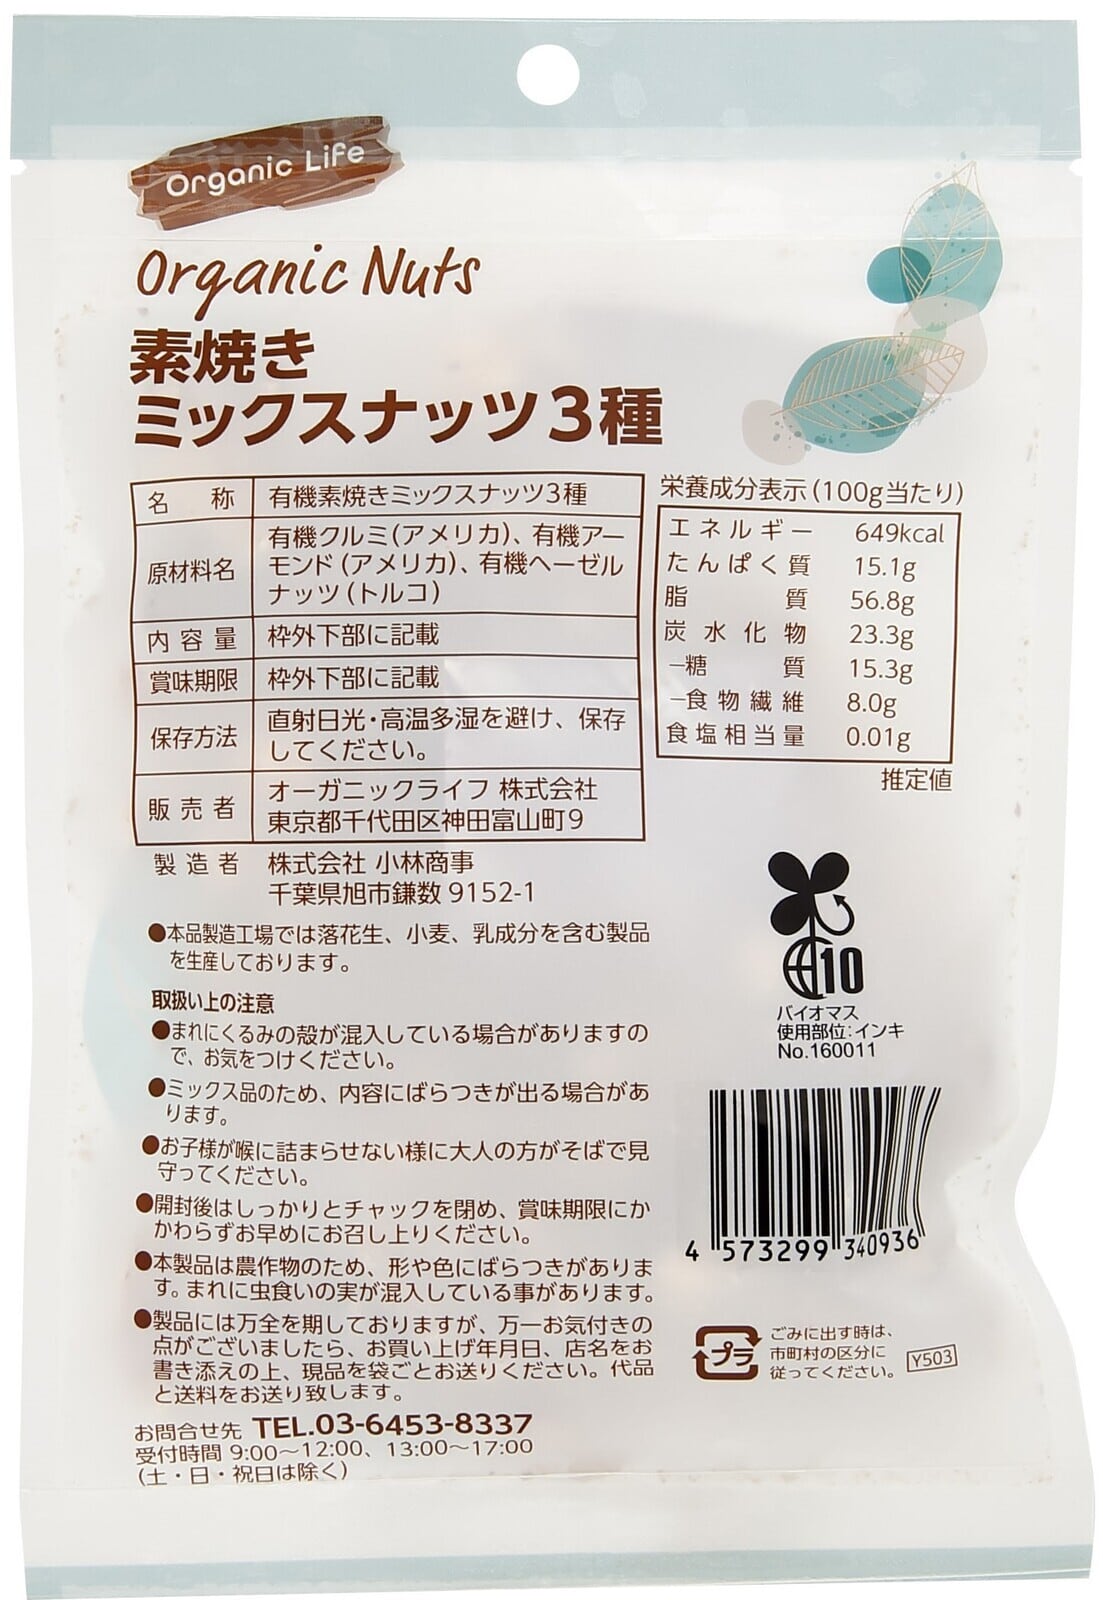 Organic Life
Organic Nuts
素焼き
ミックスナッツ3種
名称 有機素焼きミックスナッツ3種
原材料名 有機クルミ(アメリカ)、有機アー
モンド(アメリカ)、有機ヘーゼル
ナッツ(トルコ)
内容量 枠外下部に記載
賞味期限 枠外下部に記載
保存方法 直射日光・高温多湿を避け、保存
してください。
販売者 オーガニックライフ 株式会社
東京都千代田区神田富山町9
製造者 株式会社 小林商事
千葉県旭市鎌数 9152-1
●本品製造工場では落花生、小麦、乳成分を含む製品
を生産しております。
取扱い上の注意
●まれにくるみの殻が混入している場合がありますの
で、お気をつけください。
●ミックス品のため、内容にばらつきが出る場合があ
ります。
●お子様が喉に詰まらせない様に大人の方がそばで見
守ってください。
●開封後はしっかりとチャックを閉め、賞味期限にか
かわらずお早めにお召し上りください。
●本製品は農作物のため、形や色にばらつきがありま
す。まれに虫食いの実が混入している事があります。
●製品には万全を期しておりますが、万一お気付きの
点がございましたら、お買い上げ年月日、店名をお
書き添えの上、現品を袋ごとお送りください。代品
と送料をお送り致します。
お問合せ先 TEL.03-6453-8337
受付時間 9:00～12:00、13:00～17:00
(土・日・祝日は除く)
栄養成分表示(100g当たり)
エネルギー 649kcal
たんぱく質 15.1g
脂質 56.8g
炭水化物 23.3g
−糖質 15.3g
−食物繊維 8.0g
食塩相当量 0.01g
推定値
10
バイオマス
使用部位:インキ
No.160011
4 573299 340936
プラ
ごみに出す時は、
市町村の区分に
従ってください。
Y503